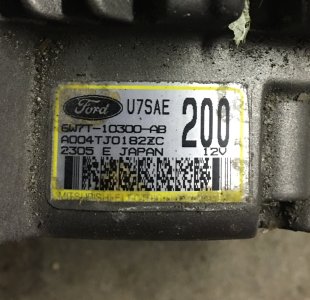 Ford U7SAE 200
6W7T-10300-AB
A004TJ0182ZC
2305 E JAPAN 12V